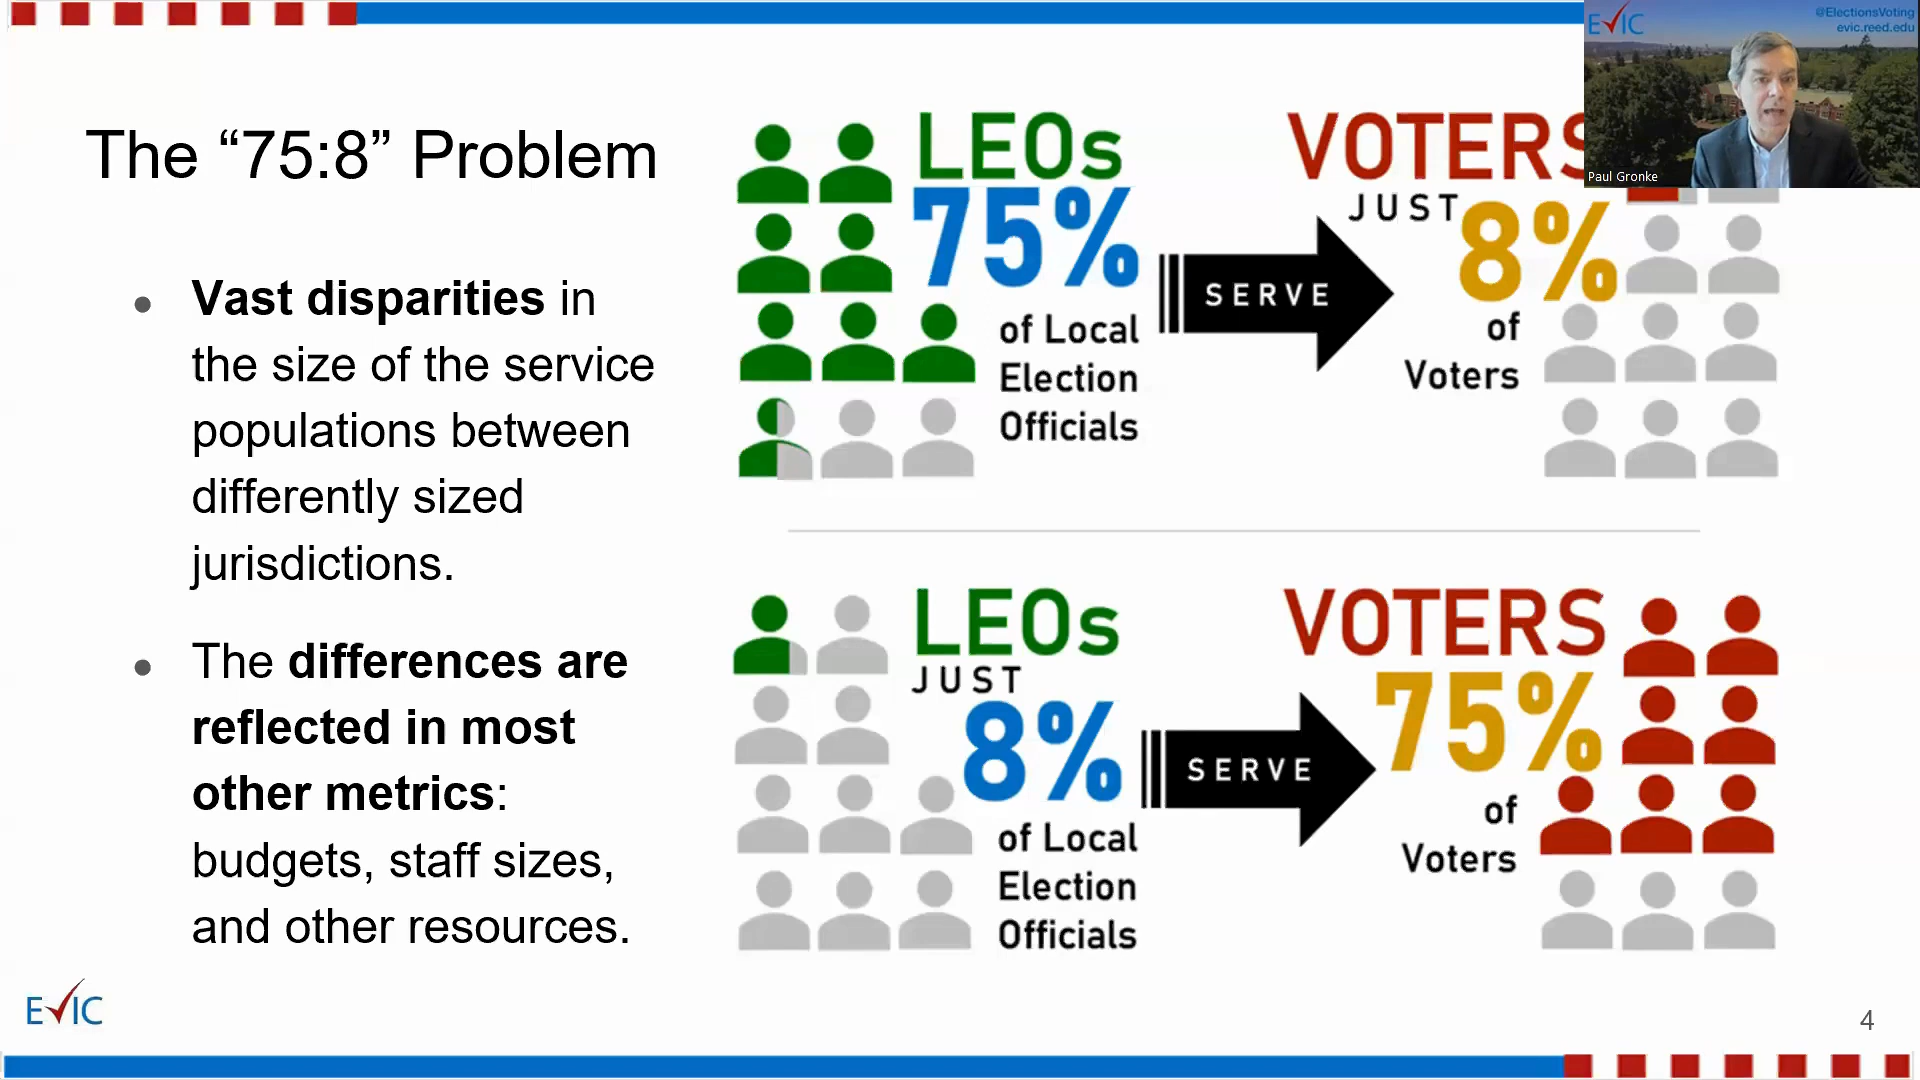 The “75:8” Problem
● Vast disparities in
the size of the service
populations between
differently sized
jurisdictions.
● The differences are
reflected in most
other metrics:
budgets, staff sizes,
and other resources.
LEOs
75%
of Local
Election
Officials
SERVE
VOTERS
JUST
8%
of
Voters
LEOs
JUST
8%
of Local
Election
Officials
SERVE
VOTERS
75%
of
Voters
EVIC
@ElectionsVoting
evic.reed.edu
Paul Gronke
EVIC
4